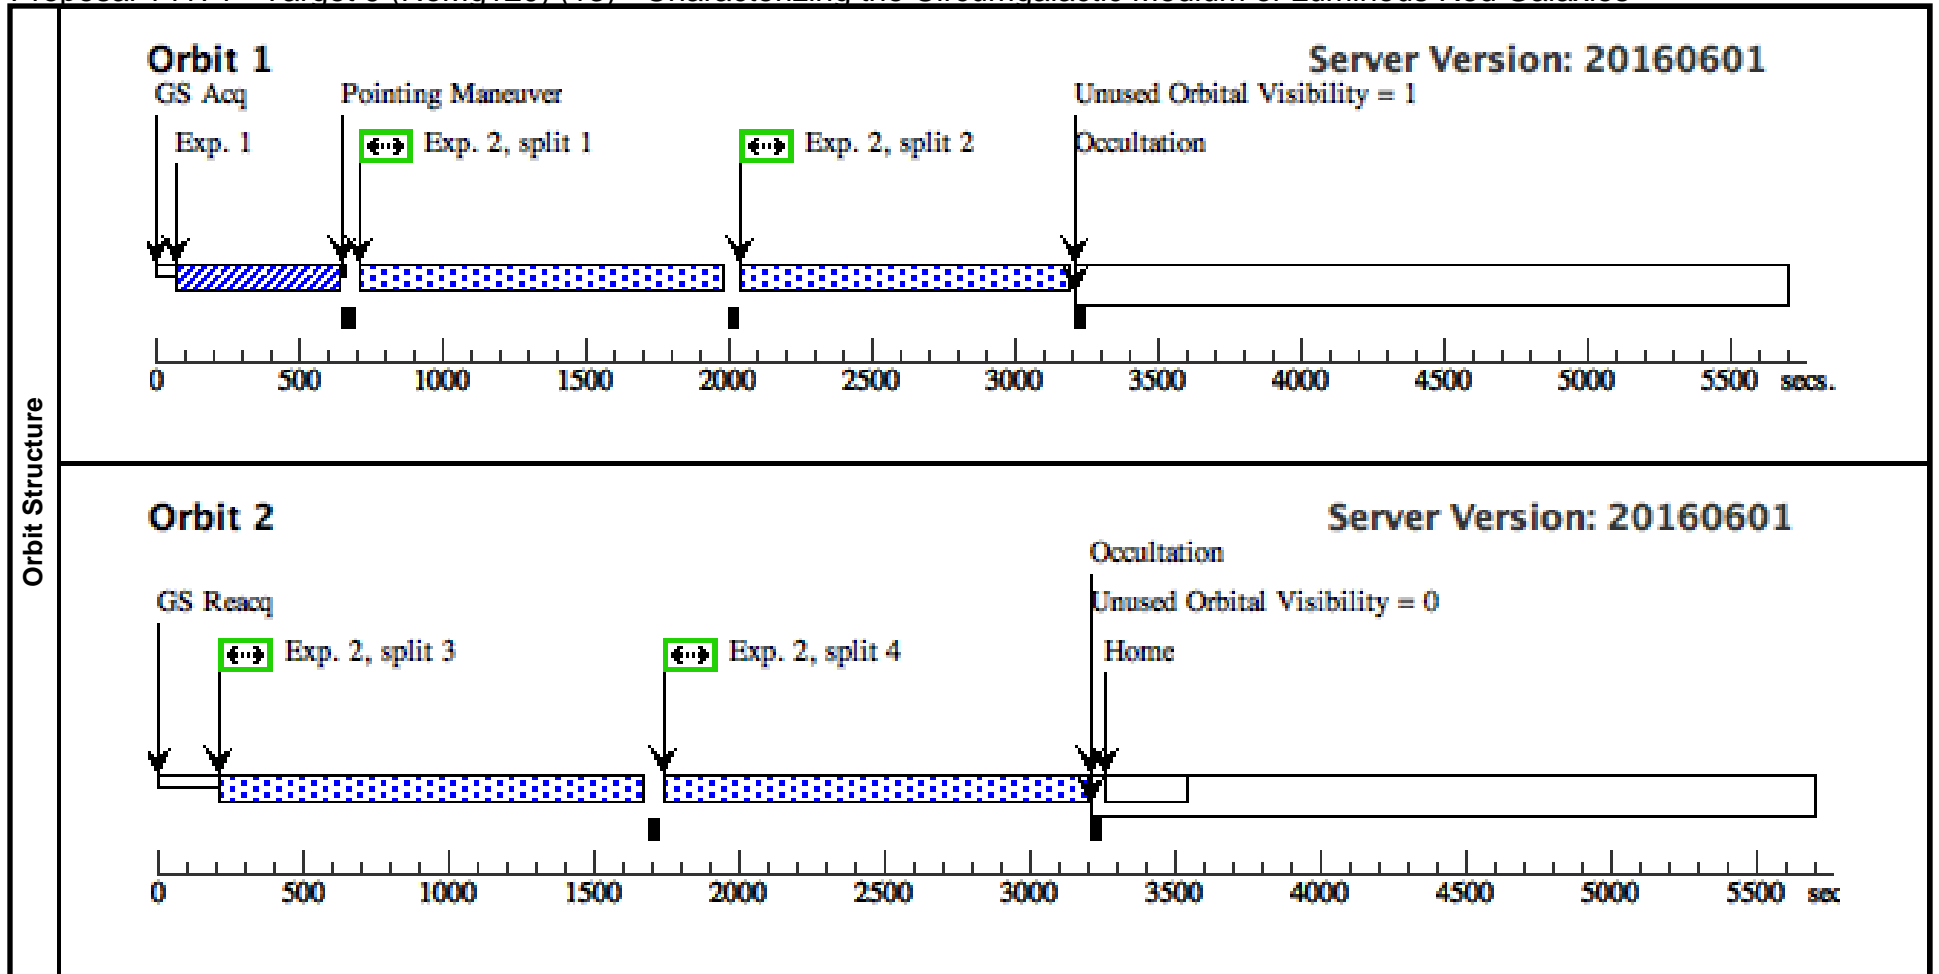 Orbit 1
Server Version: 20160601
GS Acq
Pointing Maneuver
Unused Orbital Visibility = 1
Exp. 1
Exp. 2, split 1
Exp. 2, split 2
Occultation
0 500 1000 1500 2000 2500 3000 3500 4000 4500 5000 5500 secs.
Orbit Structure
Orbit 2
Server Version: 20160601
Occultation
GS Reacq
Unused Orbital Visibility = 0
Exp. 2, split 3
Exp. 2, split 4
Home
0 500 1000 1500 2000 2500 3000 3500 4000 4500 5000 5500 sec